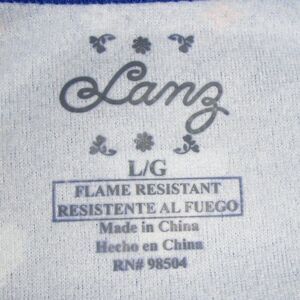 Lanz
L/G
FLAME RESISTANT
RESISTENTE AL FUEGO
Made in China
Hecho en China
RN# 98504